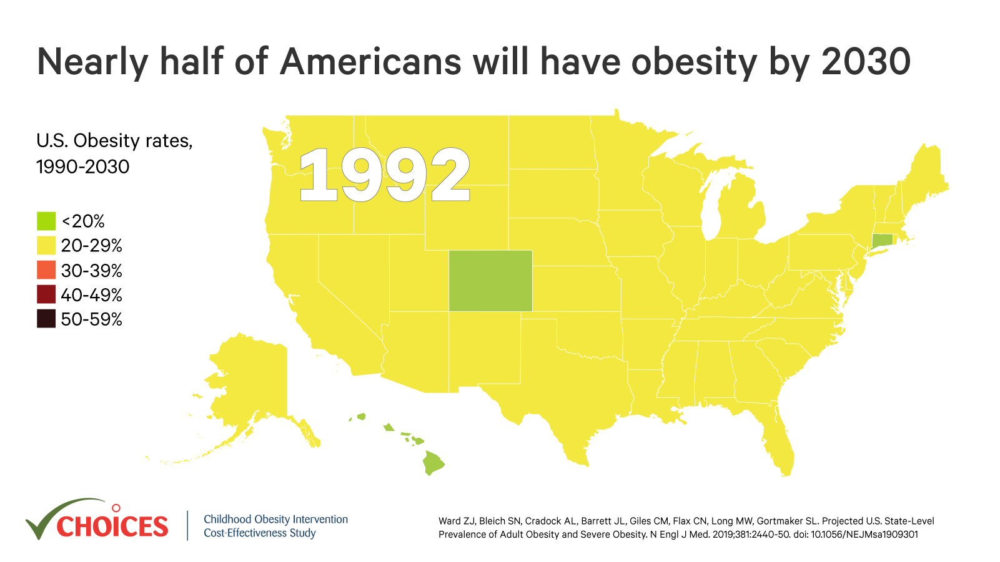 Nearly half of Americans will have obesity by 2030
U.S. Obesity rates,
1990-2030
1992
<20%
20-29%
30-39%
40-49%
50-59%
CHOICES
Childhood Obesity Intervention
Cost-Effectiveness Study
Ward ZJ, Bleich SN, Cradock AL, Barrett JL, Giles CM, Flax CN, Long MW, Gortmaker SL. Projected U.S. State-Level
Prevalence of Adult Obesity and Severe Obesity. N Engl J Med. 2019;381:2440-50. doi: 10.1056/NEJMsa1909301